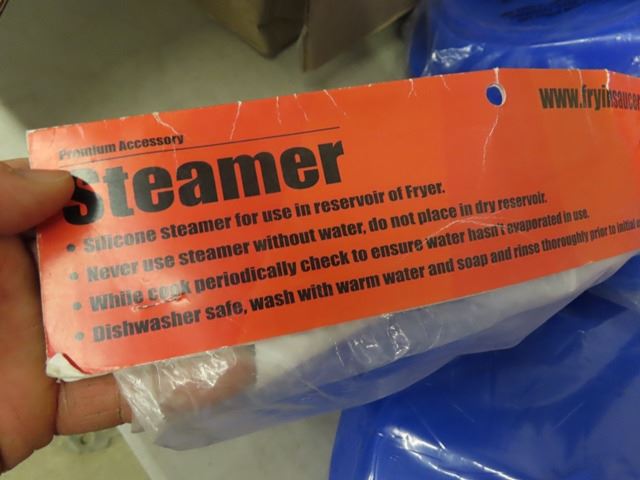 Premium Accessory
www.fryinsaucer
Steamer
• Silicone steamer for use in reservoir of Fryer.
• Never use steamer without water, do not place in dry reservoir.
• While cook periodically check to ensure water hasn't evaporated in use.
• Dishwasher safe, wash with warm water and soap and rinse thoroughly prior to initial